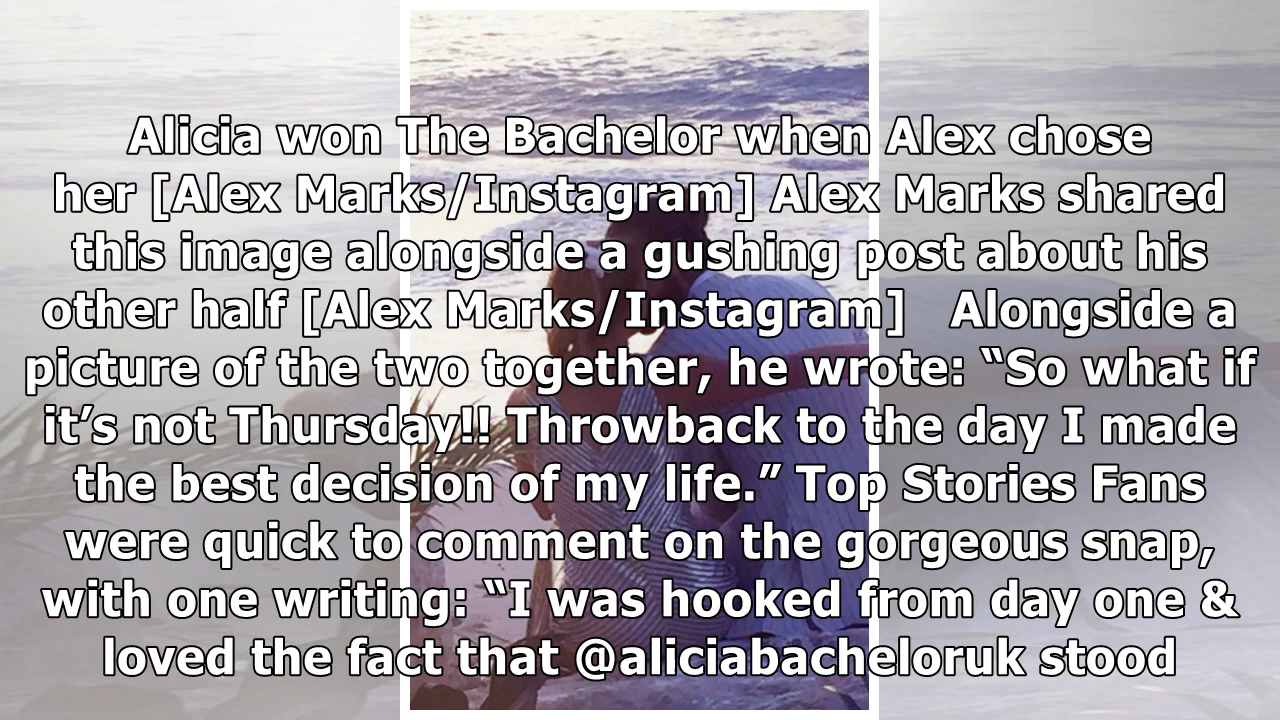 Alicia won The Bachelor when Alex chose
her [Alex Marks/Instagram] Alex Marks shared
this image alongside a gushing post about his
other half [Alex Marks/Instagram]   Alongside a
picture of the two together, he wrote: “So what if
it’s not Thursday!! Throwback to the day I made
the best decision of my life.” Top Stories Fans
were quick to comment on the gorgeous snap,
with one writing: “I was hooked from day one &
loved the fact that @aliciabacheloruk stood